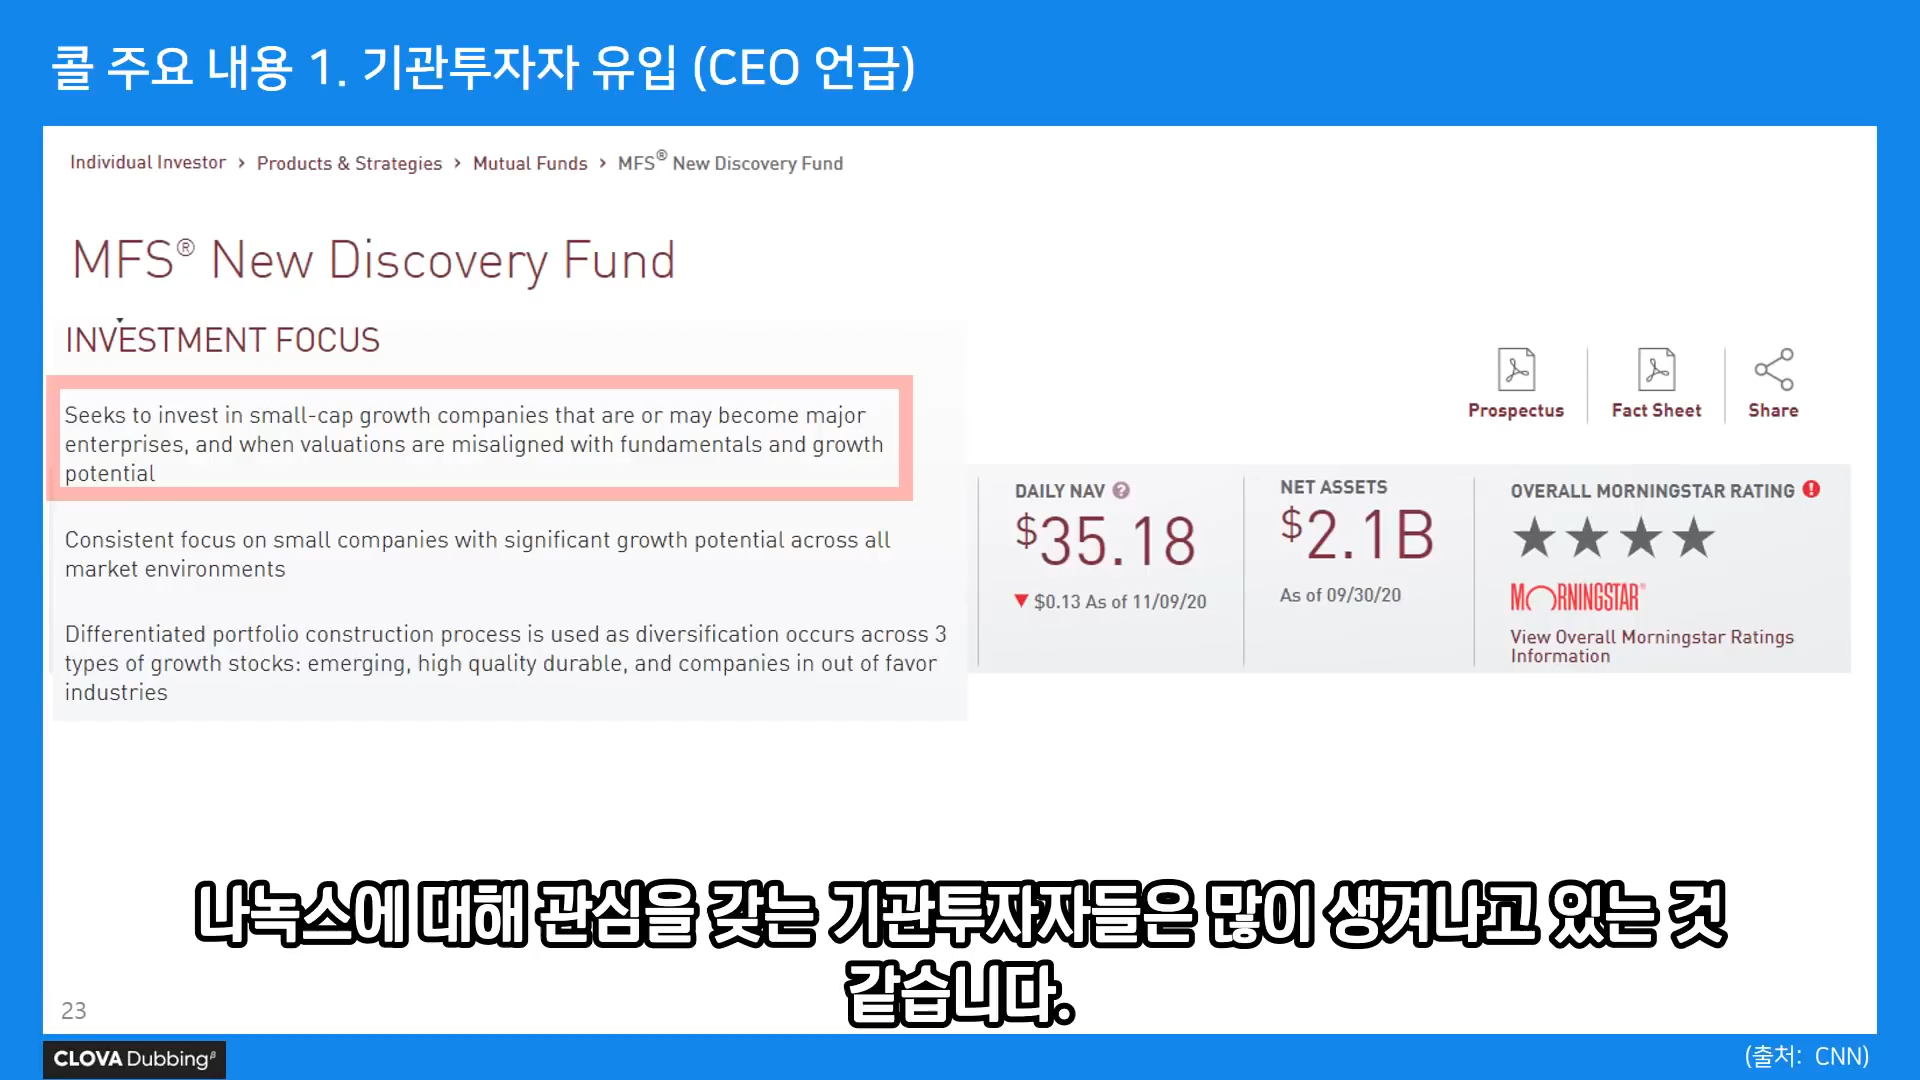 콜 주요 내용 1. 기관투자자 유입 (CEO 언급)
Individual Investor › Products & Strategies › Mutual Funds › MFS® New Discovery Fund
MFS® New Discovery Fund
INVESTMENT FOCUS
Seeks to invest in small-cap growth companies that are or may become major
enterprises, and when valuations are misaligned with fundamentals and growth
potential
Consistent focus on small companies with significant growth potential across all
market environments
Differentiated portfolio construction process is used as diversification occurs across 3
types of growth stocks: emerging, high quality durable, and companies in out of favor
industries
Prospectus
Fact Sheet
Share
DAILY NAV ?
$35.18
▼ $0.13 As of 11/09/20
NET ASSETS
$2.1B
As of 09/30/20
OVERALL MORNINGSTAR RATING !
★★★★
MORNINGSTAR®
View Overall Morningstar Ratings
Information
나녹스에 대해 관심을 갖는 기관투자자들은 많이 생겨나고 있는 것
같습니다.
23
CLOVA Dubbingᵝ
(출처: CNN)